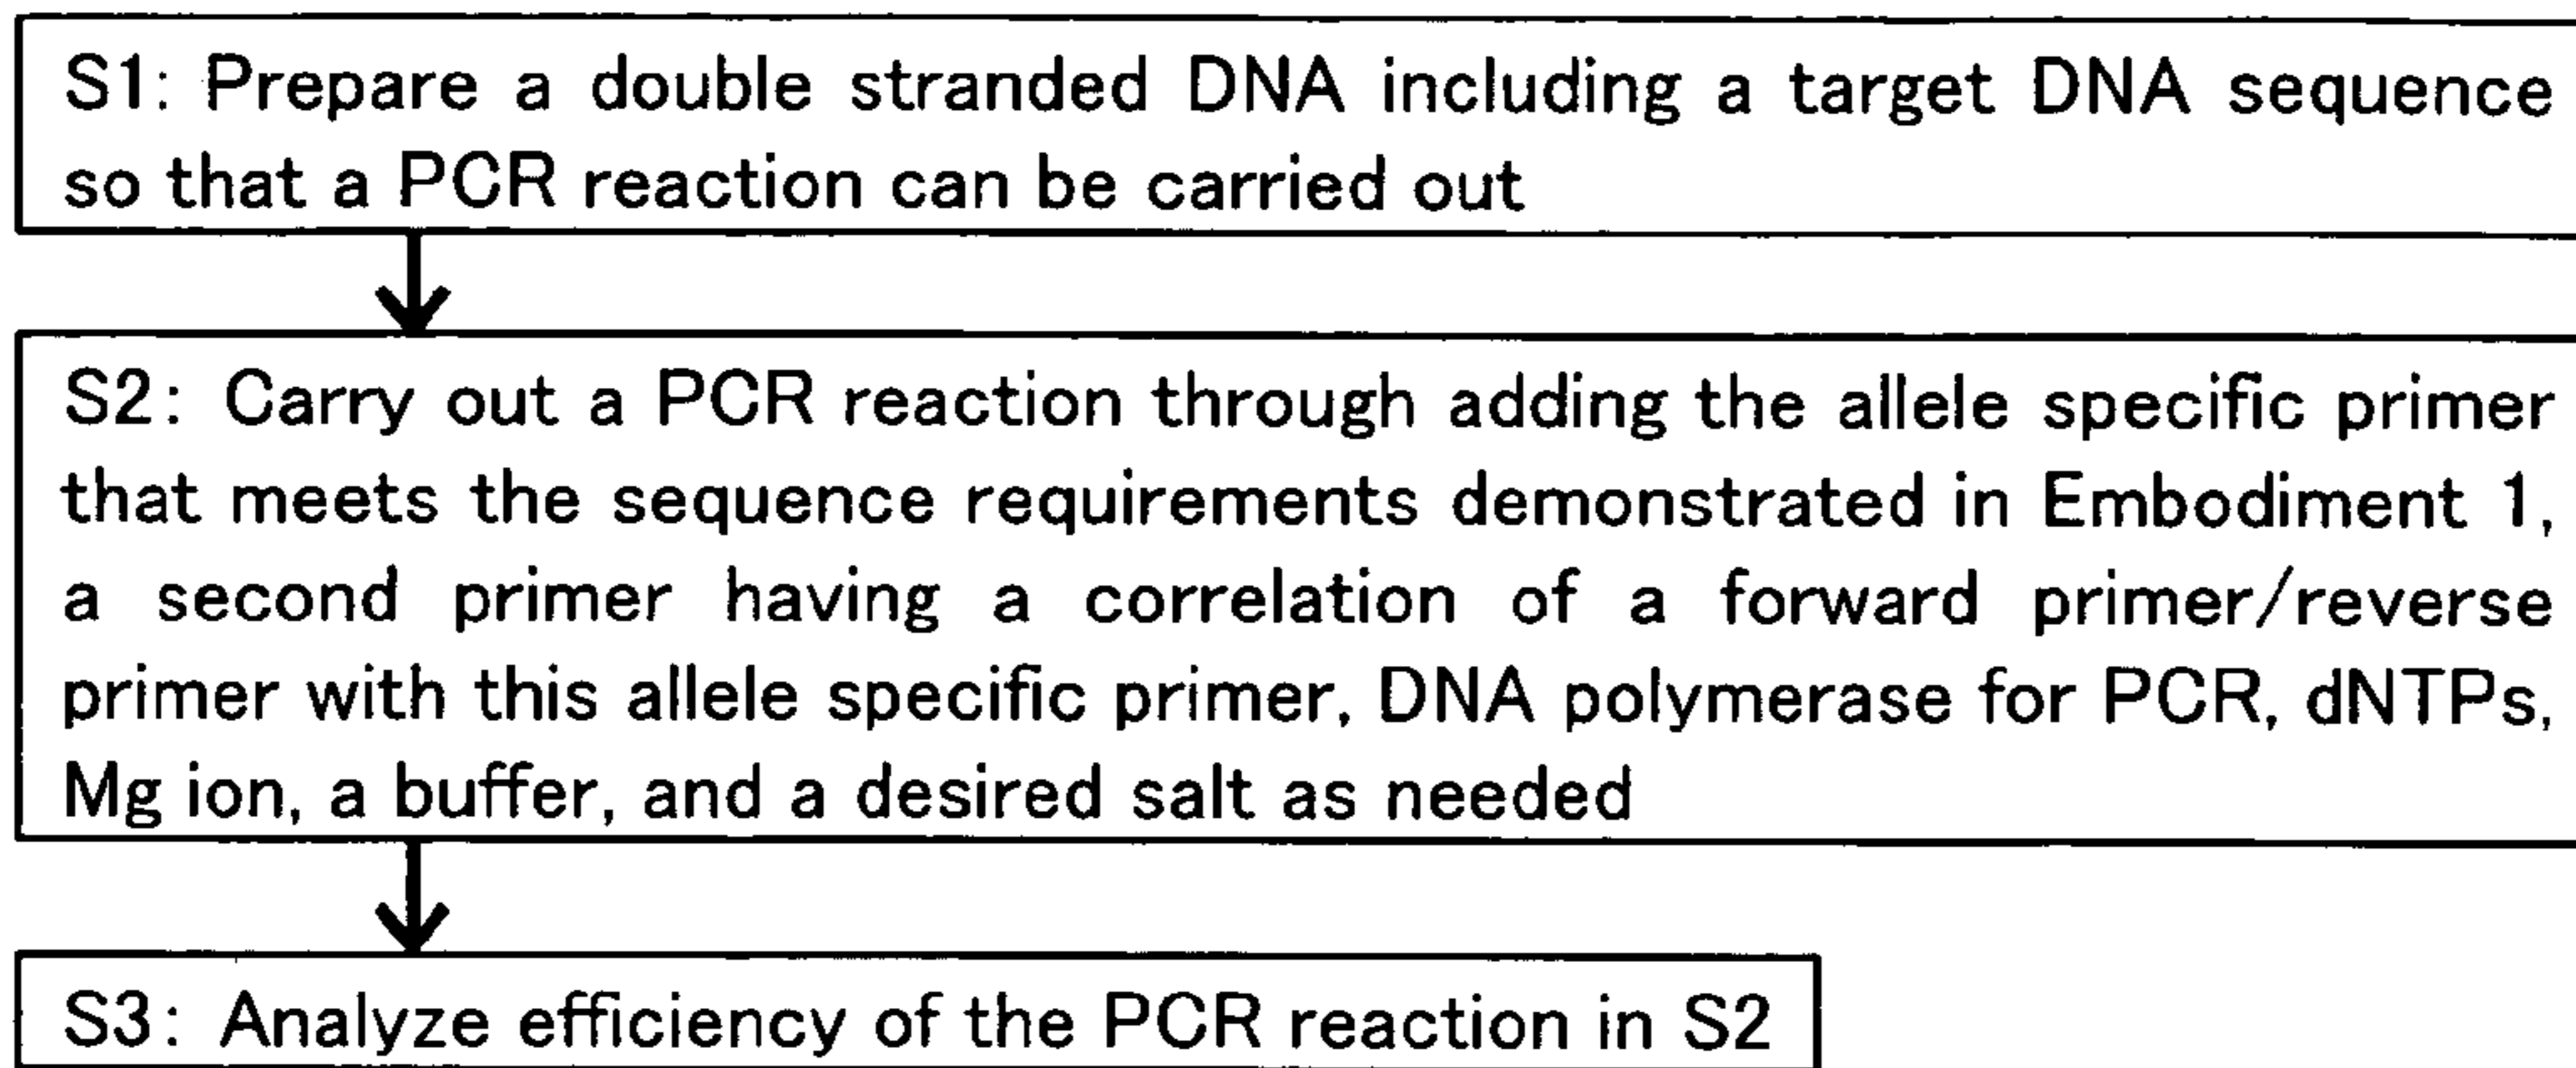 S1: Prepare a double stranded DNA including a target DNA sequence
so that a PCR reaction can be carried out
S2: Carry out a PCR reaction through adding the allele specific primer
that meets the sequence requirements demonstrated in Embodiment 1,
a second primer having a correlation of a forward primer/reverse
primer with this allele specific primer, DNA polymerase for PCR, dNTPs,
Mg ion, a buffer, and a desired salt as needed
S3: Analyze efficiency of the PCR reaction in S2